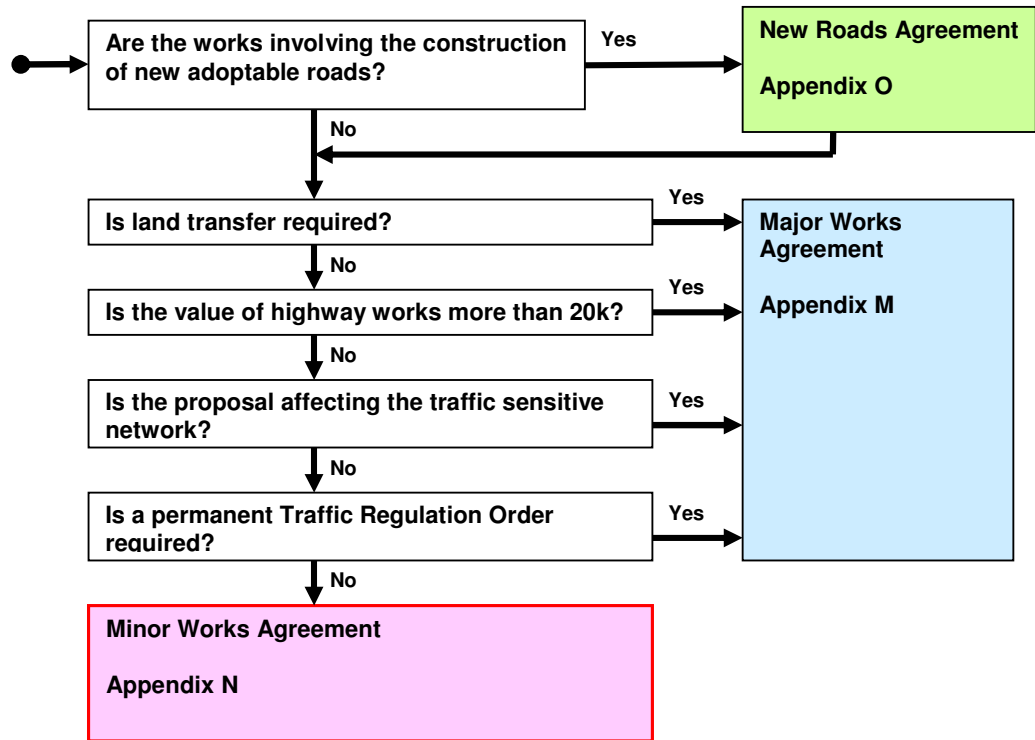 Are the works involving the construction
of new adoptable roads?
Yes
New Roads Agreement
Appendix O
No
Is land transfer required?
Yes
Major Works
Agreement
Appendix M
No
Is the value of highway works more than 20k?
Yes
No
Is the proposal affecting the traffic sensitive
network?
Yes
No
Is a permanent Traffic Regulation Order
required?
Yes
No
Minor Works Agreement
Appendix N